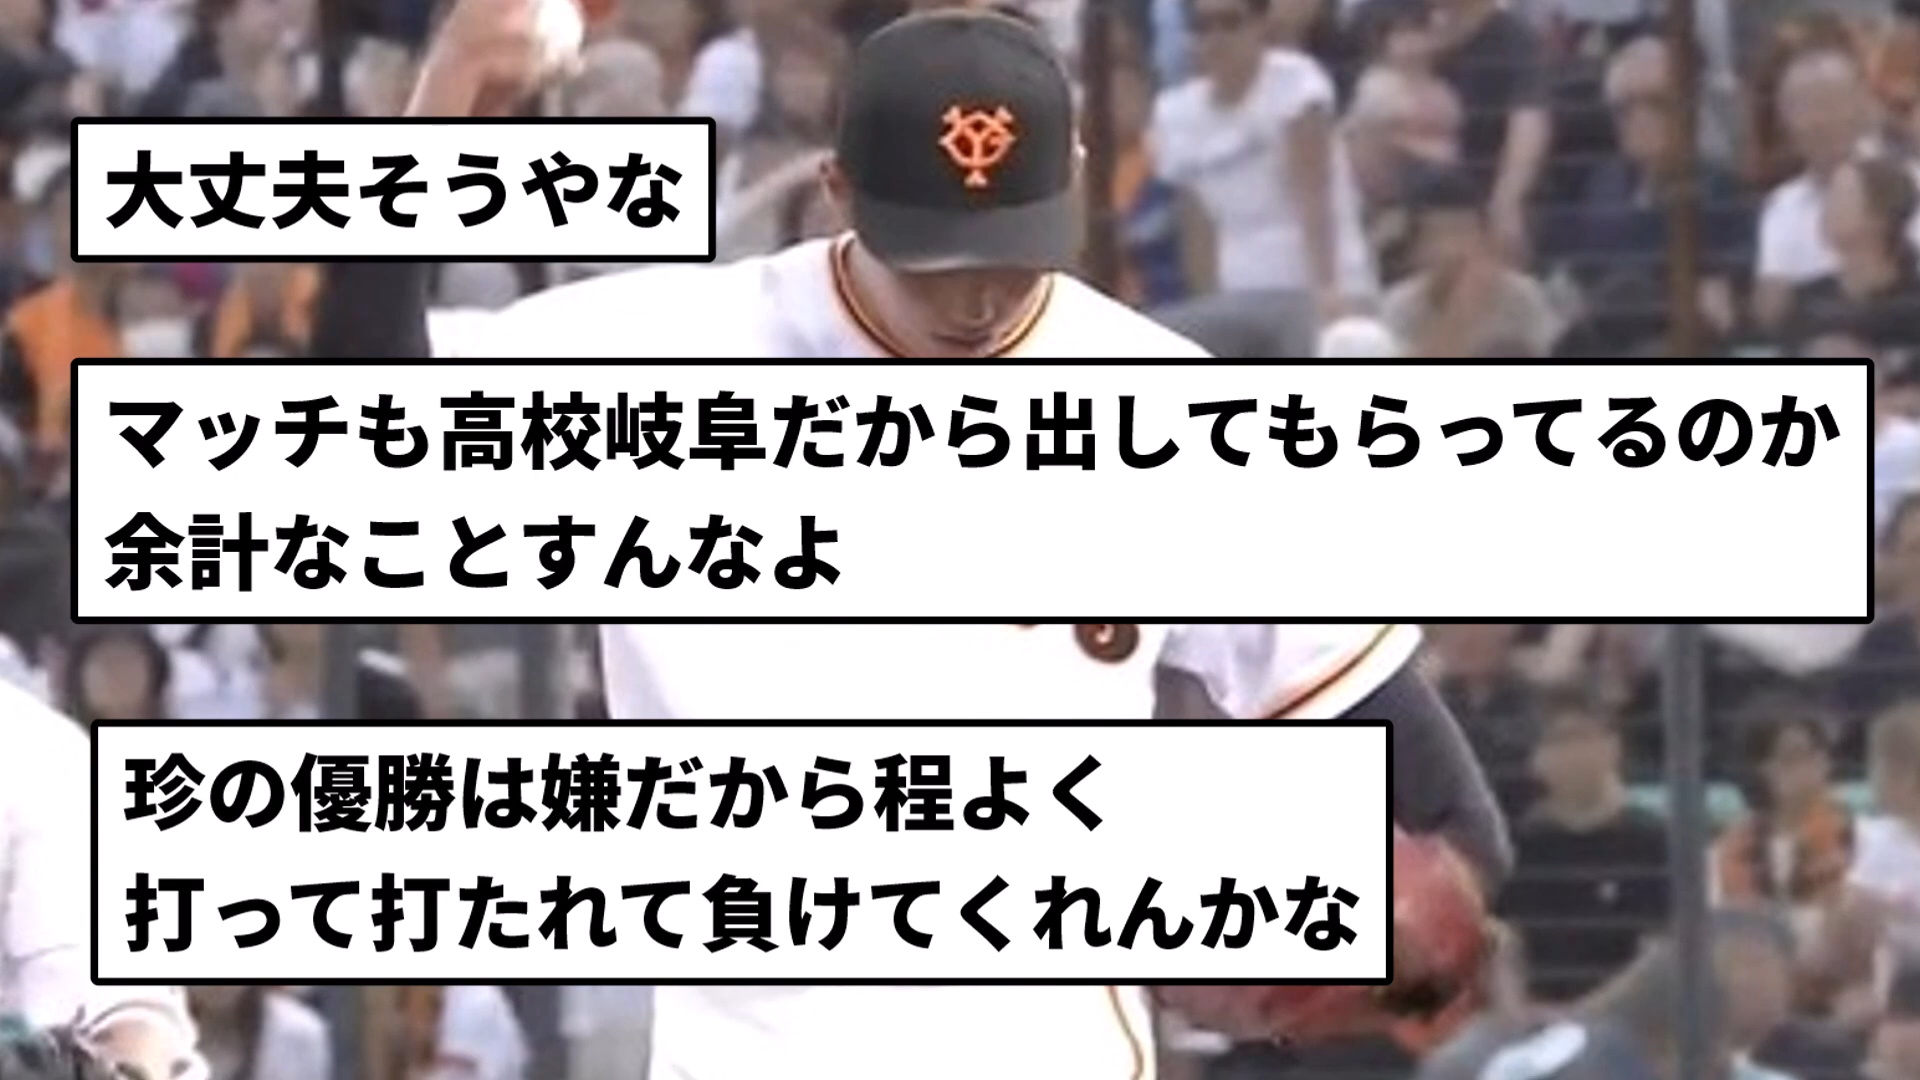 大丈夫そうやな
マッチも高校岐阜だから出してもらってるのか
余計なことすんなよ
珍の優勝は嫌だから程よく
打って打たれて負けてくれんかな